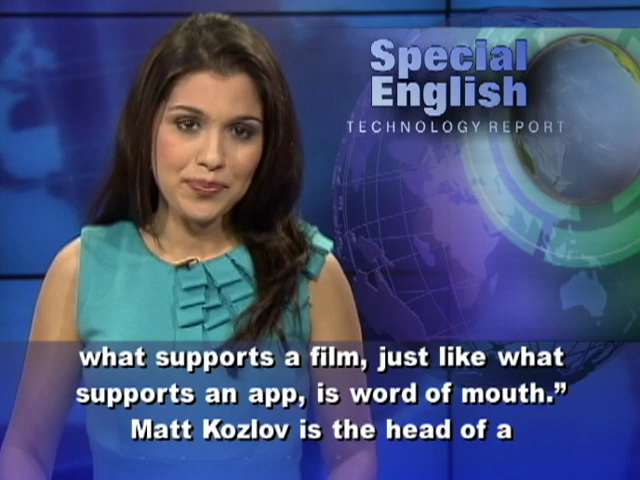 Special
English
TECHNOLOGY REPORT
what supports a film, just like what
supports an app, is word of mouth.”
Matt Kozlov is the head of a